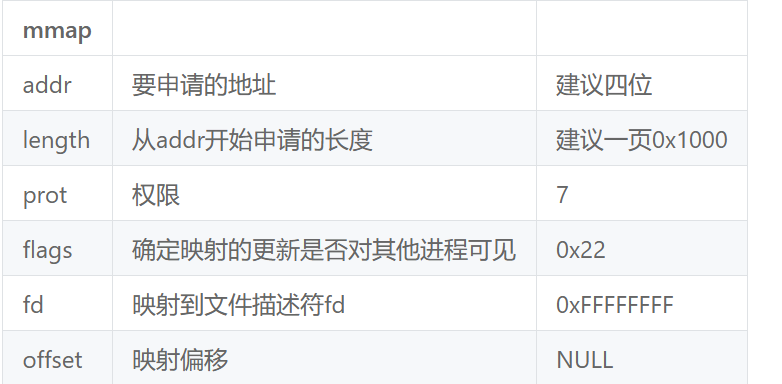 mmap
addr 要申请的地址 建议四位
length 从addr开始申请的长度 建议一页0x1000
prot 权限 7
flags 确定映射的更新是否对其他进程可见 0x22
fd 映射到文件描述符fd 0xFFFFFFFF
offset 映射偏移 NULL